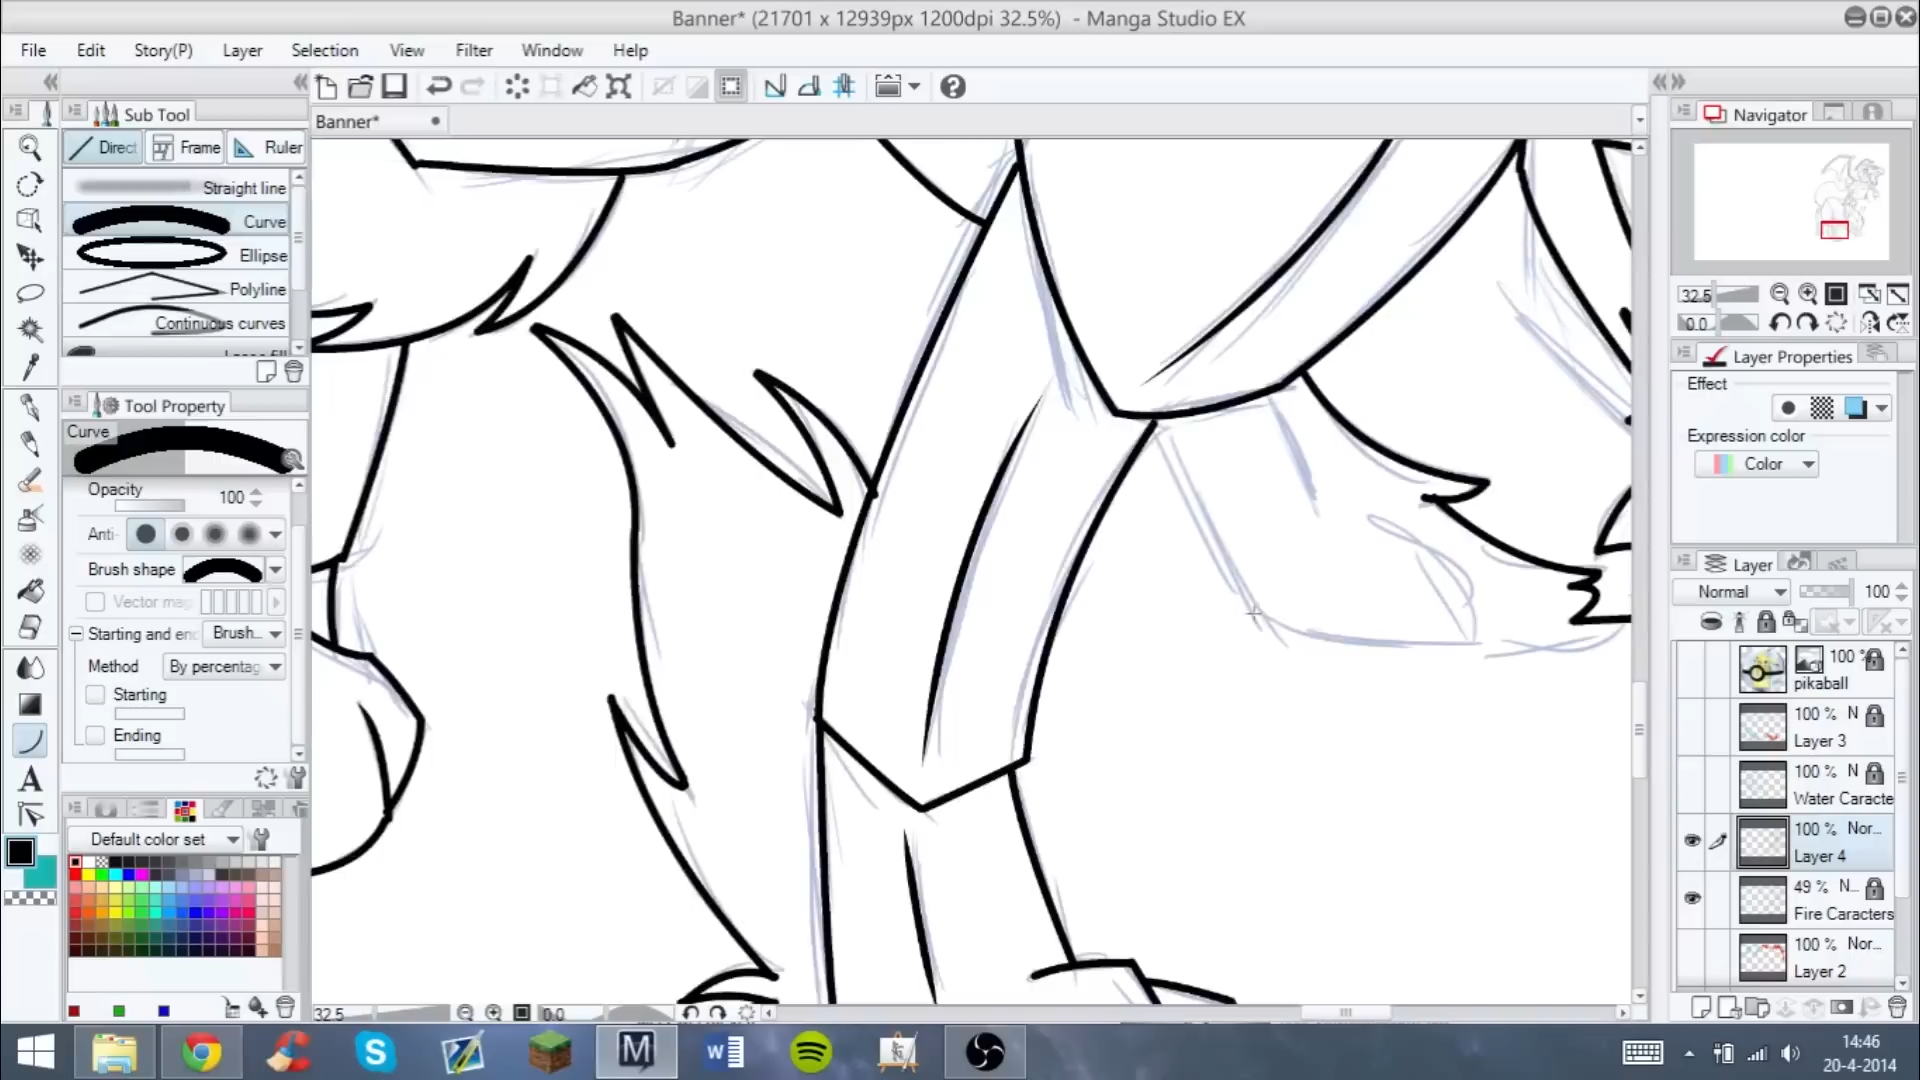 Banner* (21701 x 12939px 1200dpi 32.5%) - Manga Studio EX
File Edit Story(P) Layer Selection View Filter Window Help
Sub Tool
Banner*
Navigator
Direct Frame Ruler
Straight line
Curve
Ellipse
Polyline
Continuous curves
32.5
0.0
Layer Properties
Effect
Tool Property
Curve
Expression color
Color
Opacity 100
Anti-
Brush shape
Vector mag
Starting and end Brush...
Method By percentag
Starting
Ending
Layer
Normal 100
100 %
pikaball
100 % N
Layer 3
100 % N
Water Caracte
100 % Nor...
Layer 4
49 % N...
Fire Caracters
100 % Nor...
Layer 2
Default color set
32.5 0.0
A
M
W
14:46
20-4-2014